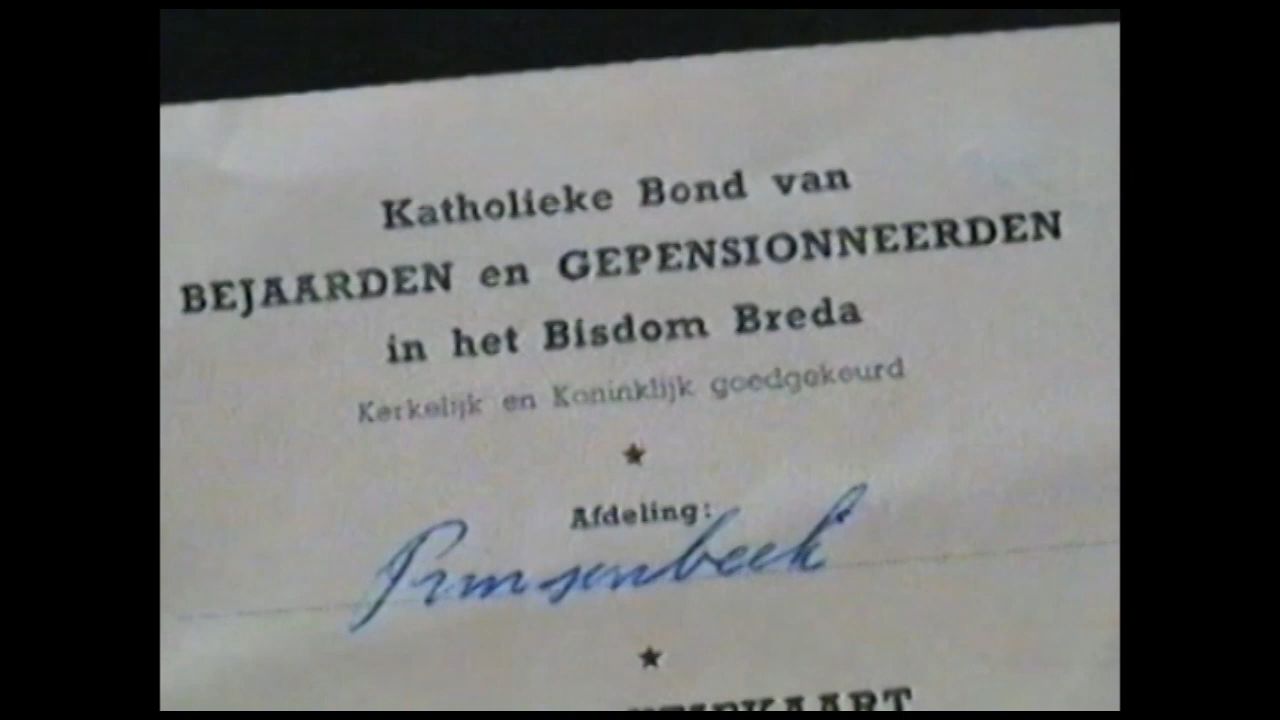 Katholieke Bond van
BEJAARDEN en GEPENSIONNEERDEN
in het Bisdom Breda
Kerkelijk en Koninklijk goedgekeurd
Afdeling:
Prinsenbeek